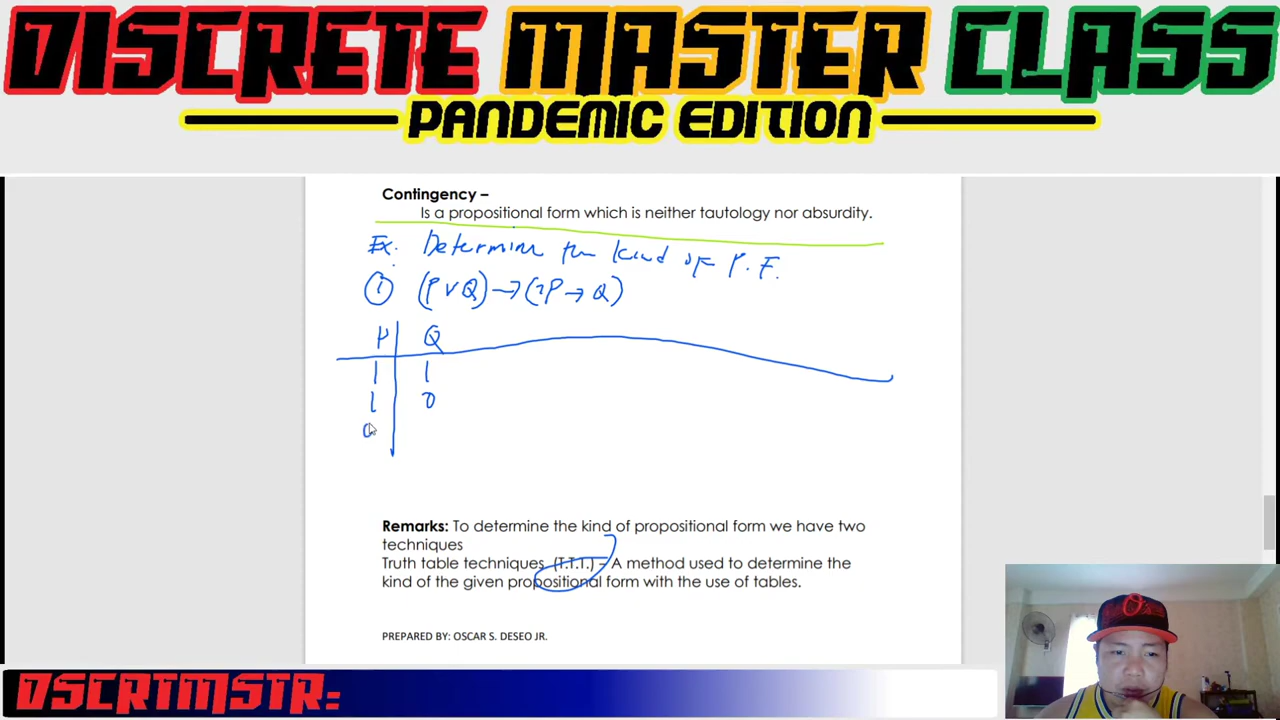 DISCRETE MASTER CLASS
PANDEMIC EDITION
Contingency –
Is a propositional form which is neither tautology nor absurdity.
Ex: Determine the kind of P.F.
① (P ∨ Q) → (¬P → Q)
P Q
1 1
1 0
0
Remarks: To determine the kind of propositional form we have two
techniques
Truth table techniques (T.T.T.) – A method used to determine the
kind of the given propositional form with the use of tables.
PREPARED BY: OSCAR S. DESEO JR.
DSCRTMSTR: